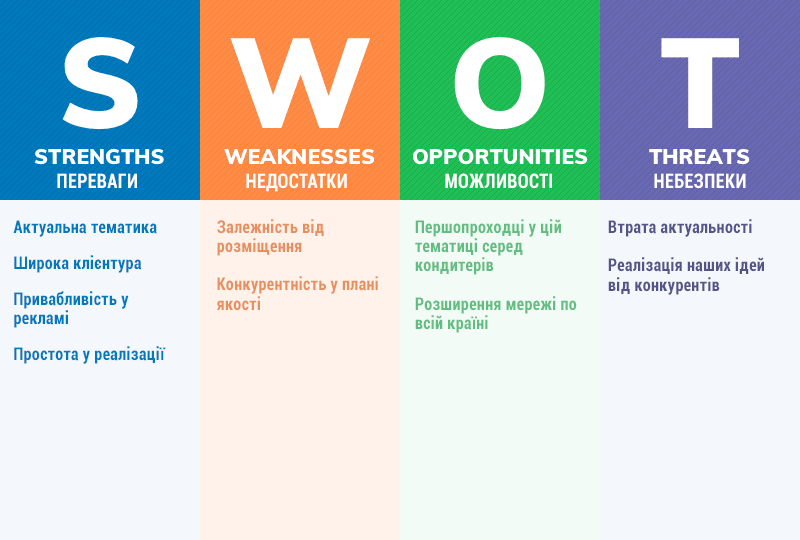 S
STRENGTHS
ПЕРЕВАГИ
Актуальна тематика
Широка клієнтура
Привабливість у
рекламі
Простота у реалізації
W
WEAKNESSES
НЕДОСТАТКИ
Залежність від
розміщення
Конкурентність у плані
якості
O
OPPORTUNITIES
МОЖЛИВОСТІ
Першопроходці у цій
тематиці серед
кондитерів
Розширення мережі по
всій країні
T
THREATS
НЕБЕЗПЕКИ
Втрата актуальності
Реалізація наших ідей
від конкурентів